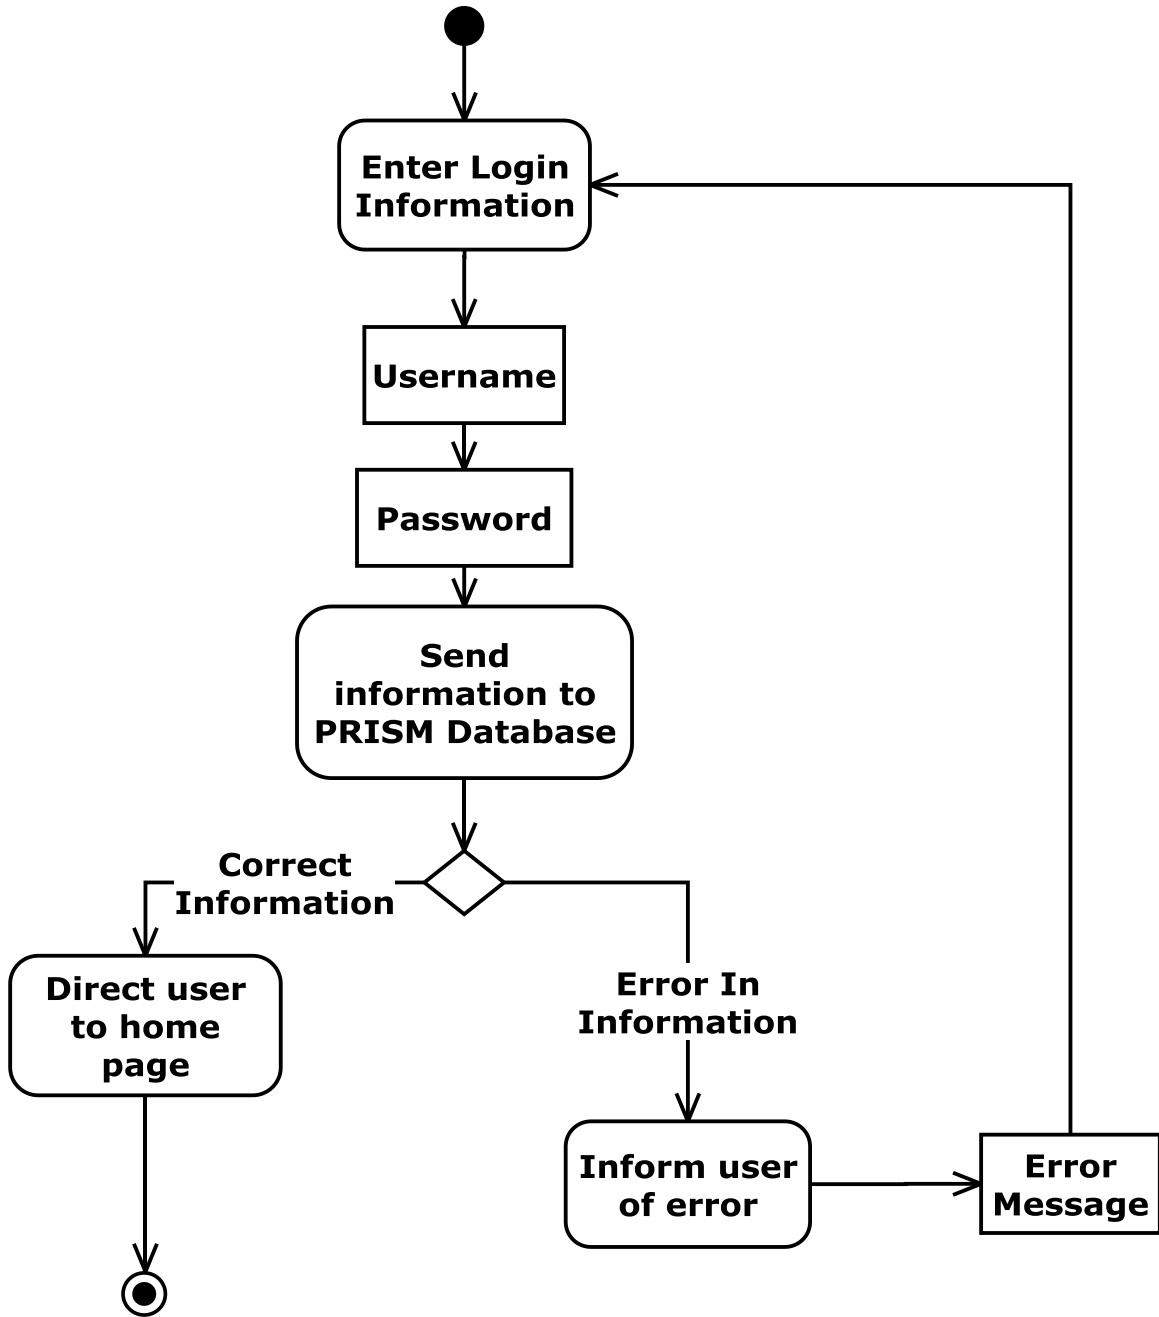 Enter Login
Information
Username
Password
Send
information to
PRISM Database
Correct
Information
Error In
Information
Direct user
to home
page
Inform user
of error
Error
Message